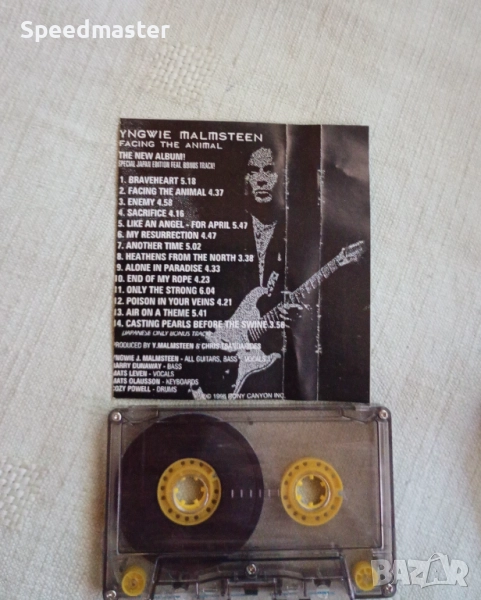 Speedmaster
YNGWIE MALMSTEEN
FACING THE ANIMAL
THE NEW ALBUM!
SPECIAL JAPAN EDITION FEAT. BONUS TRACK!
1. BRAVEHEART 5.18
2. FACING THE ANIMAL 4.37
3. ENEMY 4.58
4. SACRIFICE 4.16
5. LIKE AN ANGEL - FOR APRIL 5.47
6. MY RESURRECTION 4.47
7. ANOTHER TIME 5.02
8. HEATHENS FROM THE NORTH 3.38
9. ALONE IN PARADISE 4.33
10. END OF MY ROPE 4.23
11. ONLY THE STRONG 6.04
12. POISON IN YOUR VEINS 4.21
13. AIR ON A THEME 5.41
14. CASTING PEARLS BEFORE THE SWINE 3.56
(JAPANESE ONLY BONUS TRACK)
PRODUCED BY Y.MALMSTEEN & CHRIS
YNGWIE J. MALMSTEEN - ALL GUITARS, BASS VOCALS
BARRY DUNAWAY - BASS
MATS LEVEN - VOCALS
MATS OLAUSSON - KEYBOARDS
COZY POWELL - DRUMS
PONY CANYON INC.
BAZAR